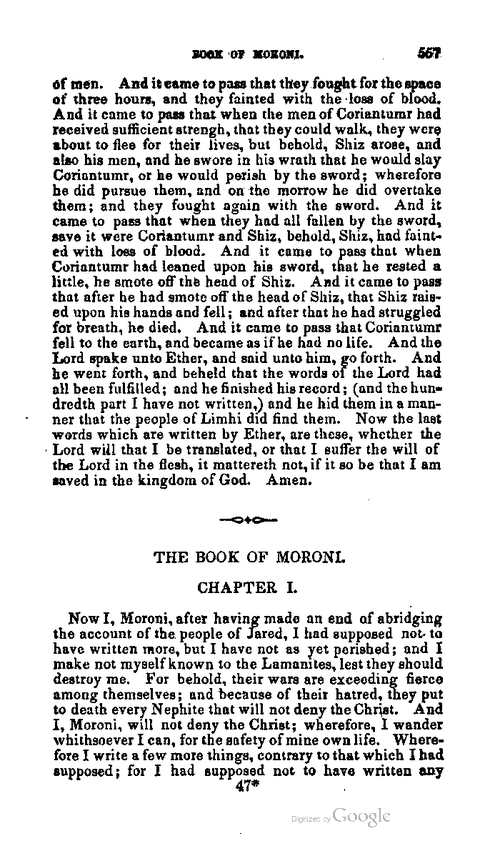 BOOK OF MORONI. 557
of men. And it came to pass that they fought for the space
of three hours, and they fainted with the loss of blood.
And it came to pass that when the men of Coriantumr had
received sufficient strengh, that they could walk, they were
about to flee for their lives, but behold, Shiz arose, and
also his men, and he swore in his wrath that he would slay
Coriantumr, or he would perish by the sword; wherefore
he did pursue them, and on the morrow he did overtake
them; and they fought again with the sword. And it
came to pass that when they had all fallen by the sword,
save it were Coriantumr and Shiz, behold, Shiz, had faint-
ed with loss of blood. And it came to pass that when
Coriantumr had leaned upon his sword, that he rested a
little, he smote off the head of Shiz. And it came to pass
that after he had smote off the head of Shiz, that Shiz rais-
ed upon his hands and fell; and after that he had struggled
for breath, he died. And it came to pass that Coriantumr
fell to the earth, and became as if he had no life. And the
Lord spake unto Ether, and said unto him, go forth. And
he went forth, and beheld that the words of the Lord had
all been fulfilled; and he finished his record; (and the hun-
dredth part I have not written,) and he hid them in a man-
ner that the people of Limhi did find them. Now the last
words which are written by Ether, are these, whether the
Lord will that I be translated, or that I suffer the will of
the Lord in the flesh, it mattereth not, if it so be that I am
saved in the kingdom of God. Amen.
THE BOOK OF MORONI.
CHAPTER I.
Now I, Moroni, after having made an end of abridging
the account of the people of Jared, I had supposed not to
have written more, but I have not as yet perished; and I
make not myself known to the Lamanites, lest they should
destroy me. For behold, their wars are exceeding fierce
among themselves; and because of their hatred, they put
to death every Nephite that will not deny the Christ. And
I, Moroni, will not deny the Christ; wherefore, I wander
whithsoever I can, for the safety of mine own life. Where-
fore I write a few more things, contrary to that which I had
supposed; for I had supposed not to have written any
47*
Digitized by Google